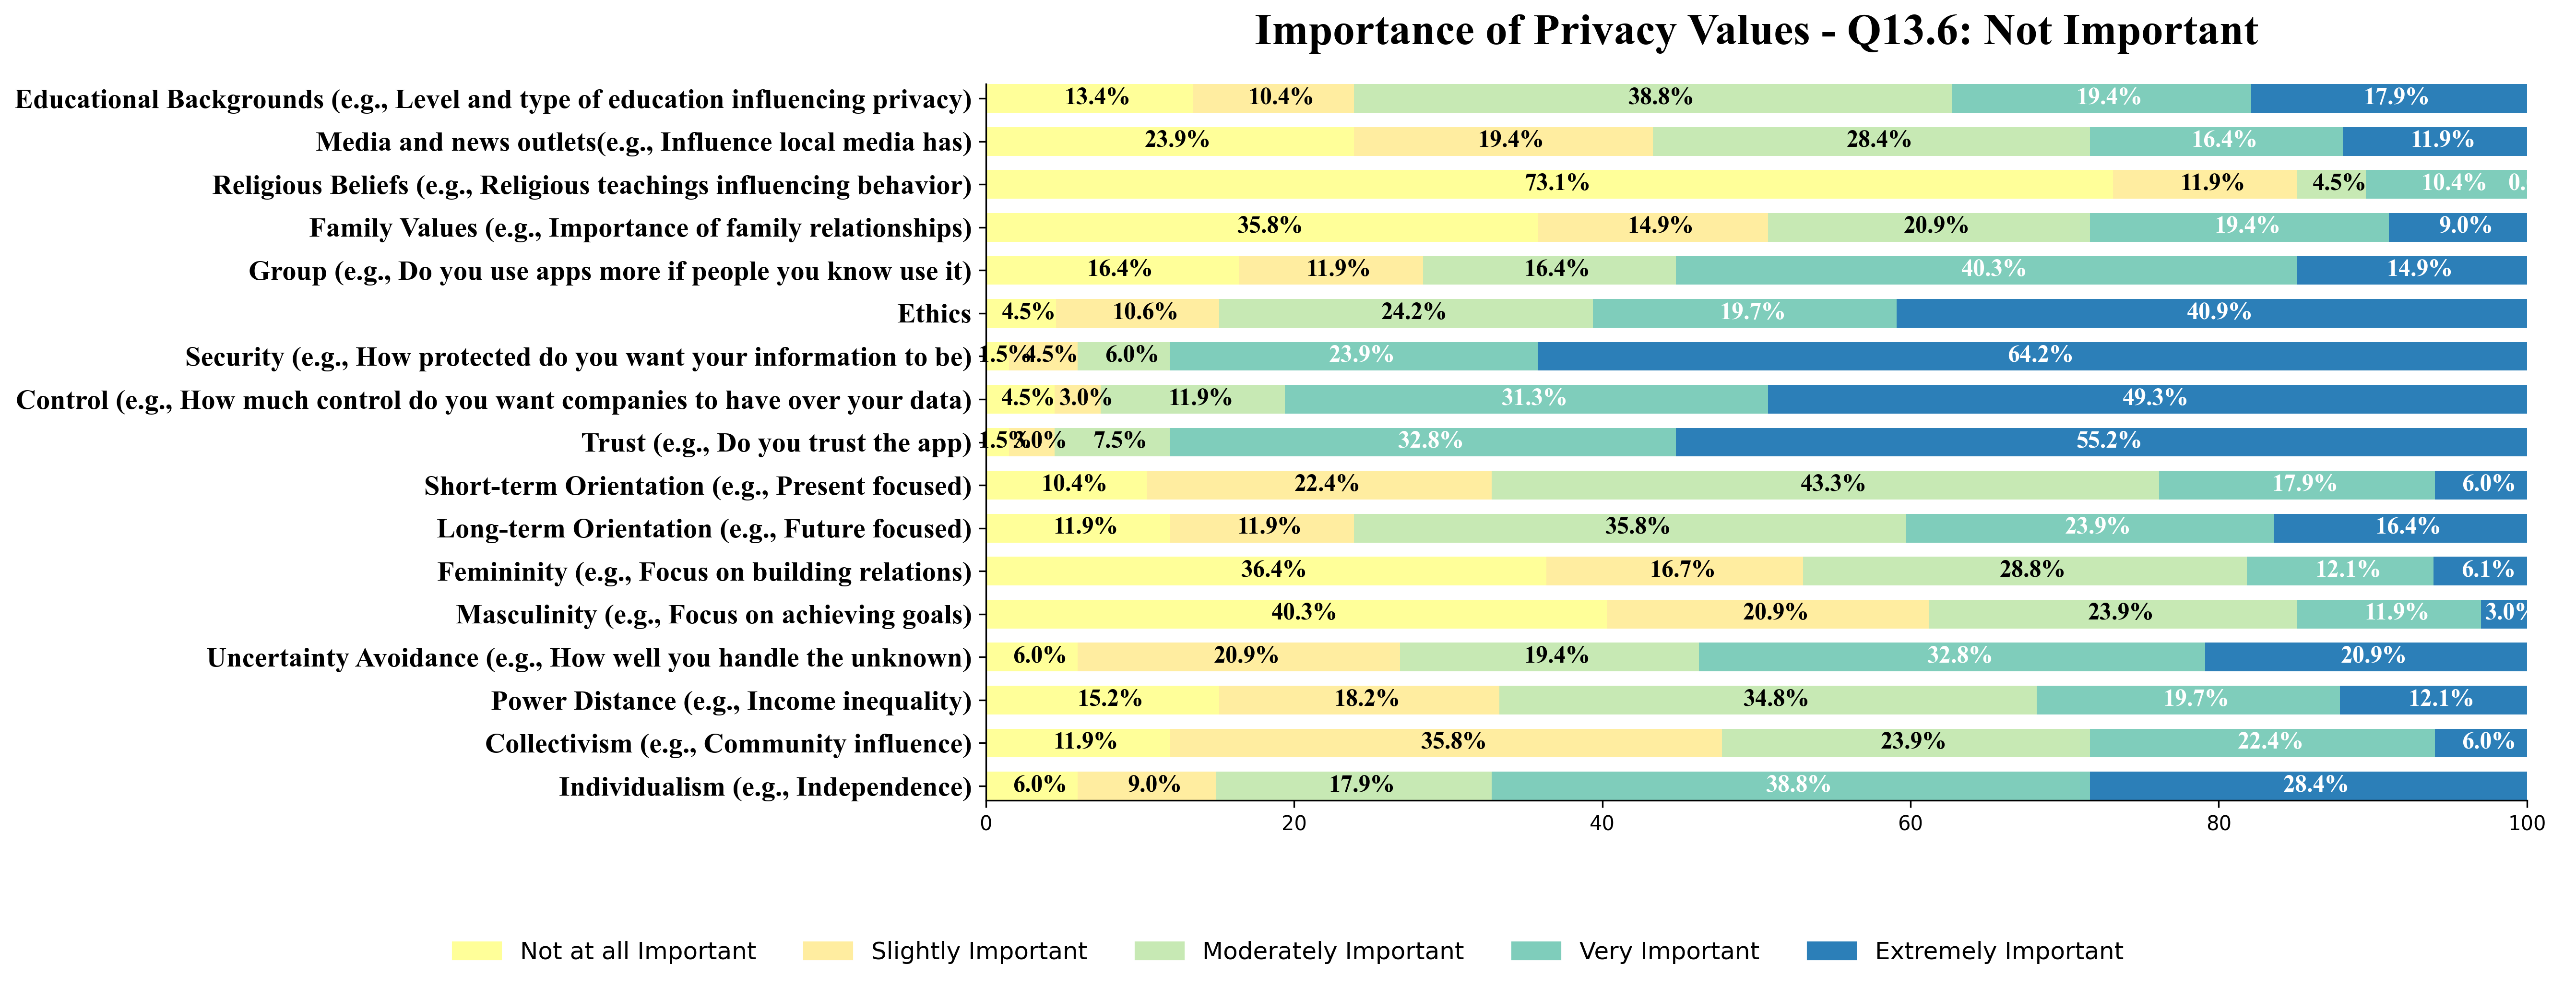 Importance of Privacy Values - Q13.6: Not Important
Educational Backgrounds (e.g., Level and type of education influencing privacy) 13.4% 10.4% 38.8% 19.4% 17.9%
Media and news outlets(e.g., Influence local media has) 23.9% 19.4% 28.4% 16.4% 11.9%
Religious Beliefs (e.g., Religious teachings influencing behavior) 73.1% 11.9% 4.5% 10.4% 0.
Family Values (e.g., Importance of family relationships) 35.8% 14.9% 20.9% 19.4% 9.0%
Group (e.g., Do you use apps more if people you know use it) 16.4% 11.9% 16.4% 40.3% 14.9%
Ethics 4.5% 10.6% 24.2% 19.7% 40.9%
Security (e.g., How protected do you want your information to be) 1.5% 4.5% 6.0% 23.9% 64.2%
Control (e.g., How much control do you want companies to have over your data) 4.5% 3.0% 11.9% 31.3% 49.3%
Trust (e.g., Do you trust the app) 1.5% 3.0% 7.5% 32.8% 55.2%
Short-term Orientation (e.g., Present focused) 10.4% 22.4% 43.3% 17.9% 6.0%
Long-term Orientation (e.g., Future focused) 11.9% 11.9% 35.8% 23.9% 16.4%
Femininity (e.g., Focus on building relations) 36.4% 16.7% 28.8% 12.1% 6.1%
Masculinity (e.g., Focus on achieving goals) 40.3% 20.9% 23.9% 11.9% 3.0%
Uncertainty Avoidance (e.g., How well you handle the unknown) 6.0% 20.9% 19.4% 32.8% 20.9%
Power Distance (e.g., Income inequality) 15.2% 18.2% 34.8% 19.7% 12.1%
Collectivism (e.g., Community influence) 11.9% 35.8% 23.9% 22.4% 6.0%
Individualism (e.g., Independence) 6.0% 9.0% 17.9% 38.8% 28.4%
0 20 40 60 80 100
Not at all Important Slightly Important Moderately Important Very Important Extremely Important